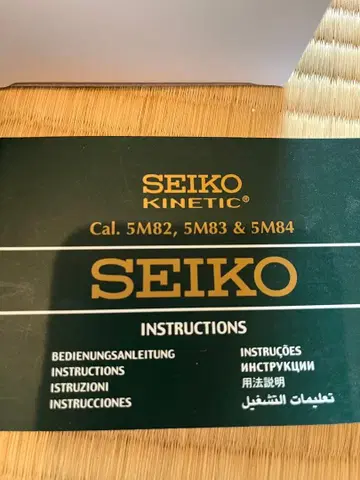 SEIKO
KINETIC®
Cal. 5M82, 5M83 & 5M84
SEIKO
INSTRUCTIONS
BEDIENUNGSANLEITUNG
INSTRUCTIONS
ISTRUZIONI
INSTRUCCIONES
INSTRUÇÕES
ИНСТРУКЦИИ
用法説明
تعليمات التشغيل